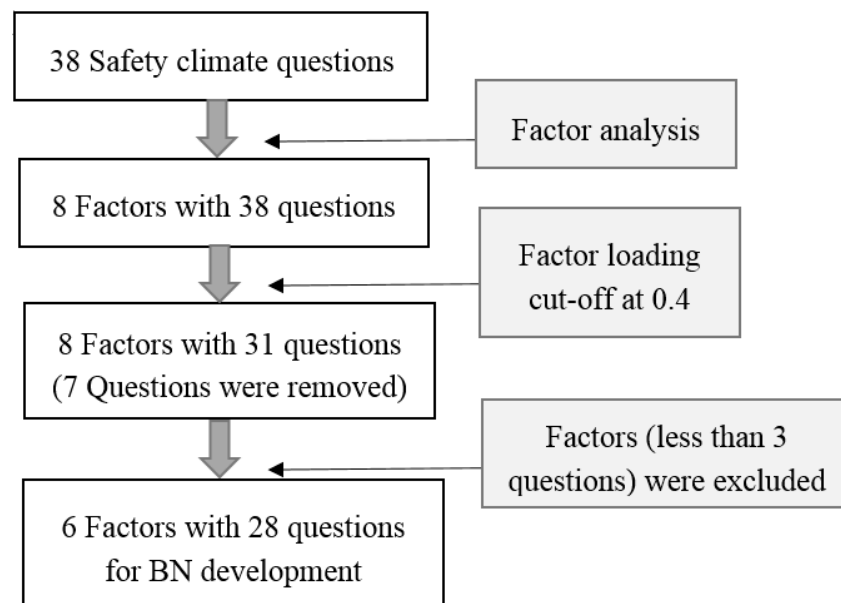 38 Safety climate questions
Factor analysis
8 Factors with 38 questions
Factor loading
cut-off at 0.4
8 Factors with 31 questions
(7 Questions were removed)
Factors (less than 3
questions) were excluded
6 Factors with 28 questions
for BN development